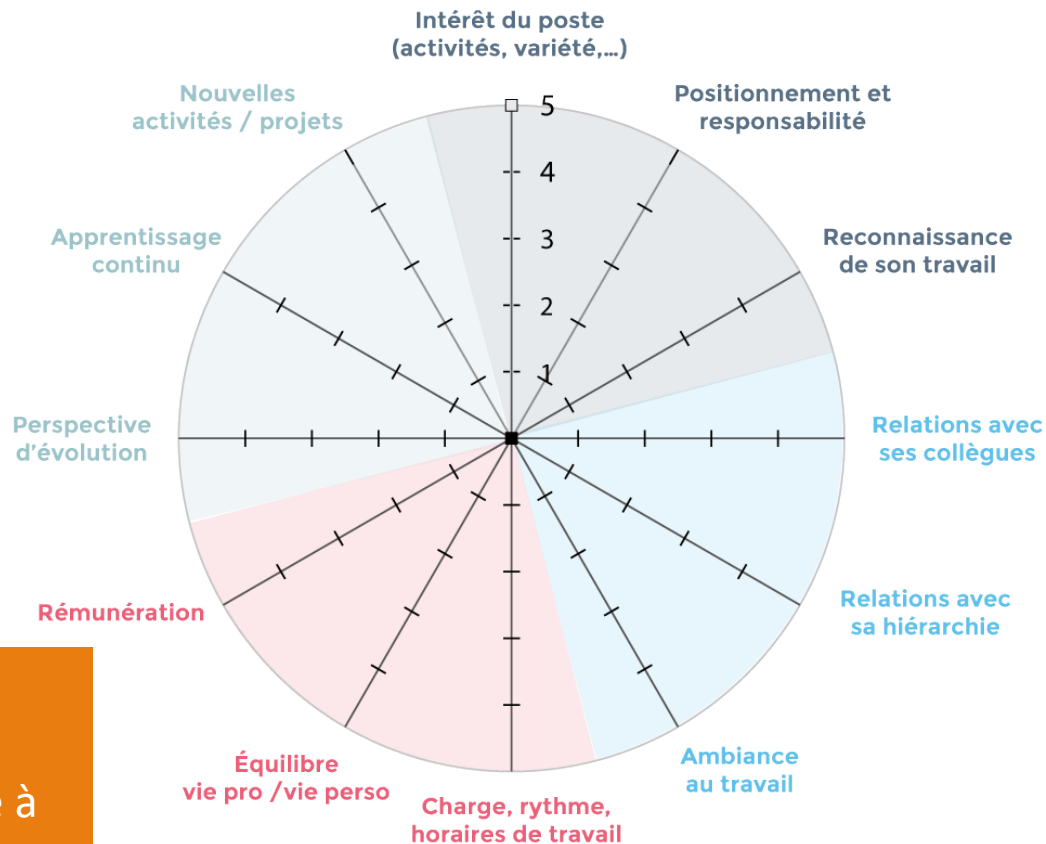 Intérêt du poste
(activités, variété,...)
Nouvelles
activités / projets
Positionnement et
responsabilité
5
4
3
2
1
Apprentissage
continu
Reconnaissance
de son travail
Perspective
d'évolution
Relations avec
ses collègues
Rémunération
Relations avec
sa hiérarchie
Équilibre
vie pro /vie perso
Ambiance
au travail
Charge, rythme,
horaires de travail
à